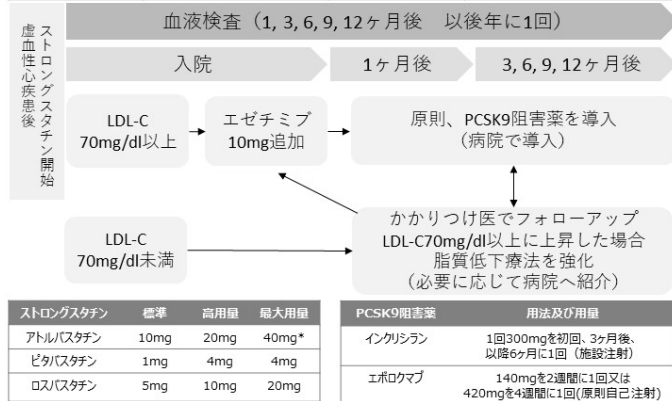 虚血性心疾患後
ストロングスタチン開始
血液検査（1, 3, 6, 9, 12ヶ月後　以後年に1回）
入院
1ヶ月後
3, 6, 9, 12ヶ月後
LDL-C
70mg/dl以上
エゼチミブ
10mg追加
原則、PCSK9阻害薬を導入
（病院で導入）
LDL-C
70mg/dl未満
かかりつけ医でフォローアップ
LDL-C70mg/dl以上に上昇した場合
脂質低下療法を強化
（必要に応じて病院へ紹介）
ストロングスタチン　標準　高用量　最大用量
アトルバスタチン　10mg　20mg　40mg*
ピタバスタチン　1mg　4mg　4mg
ロスバスタチン　5mg　10mg　20mg
PCSK9阻害薬　用法及び用量
インクリシラン　1回300mgを初回、3ヶ月後、
以降6ヶ月に1回（施設注射）
エボロクマブ　140mgを2週間に1回又は
420mgを4週間に1回(原則自己注射)